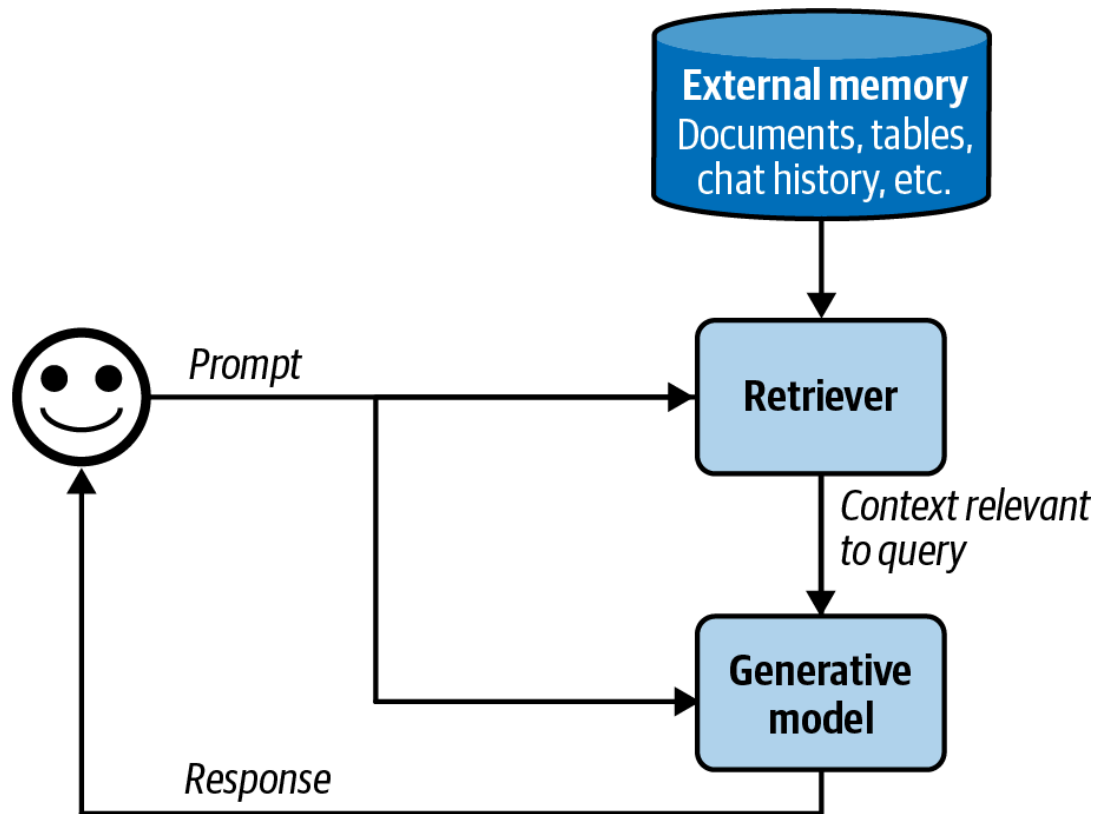 External memory
Documents, tables,
chat history, etc.
Prompt
Retriever
Context relevant
to query
Generative
model
Response